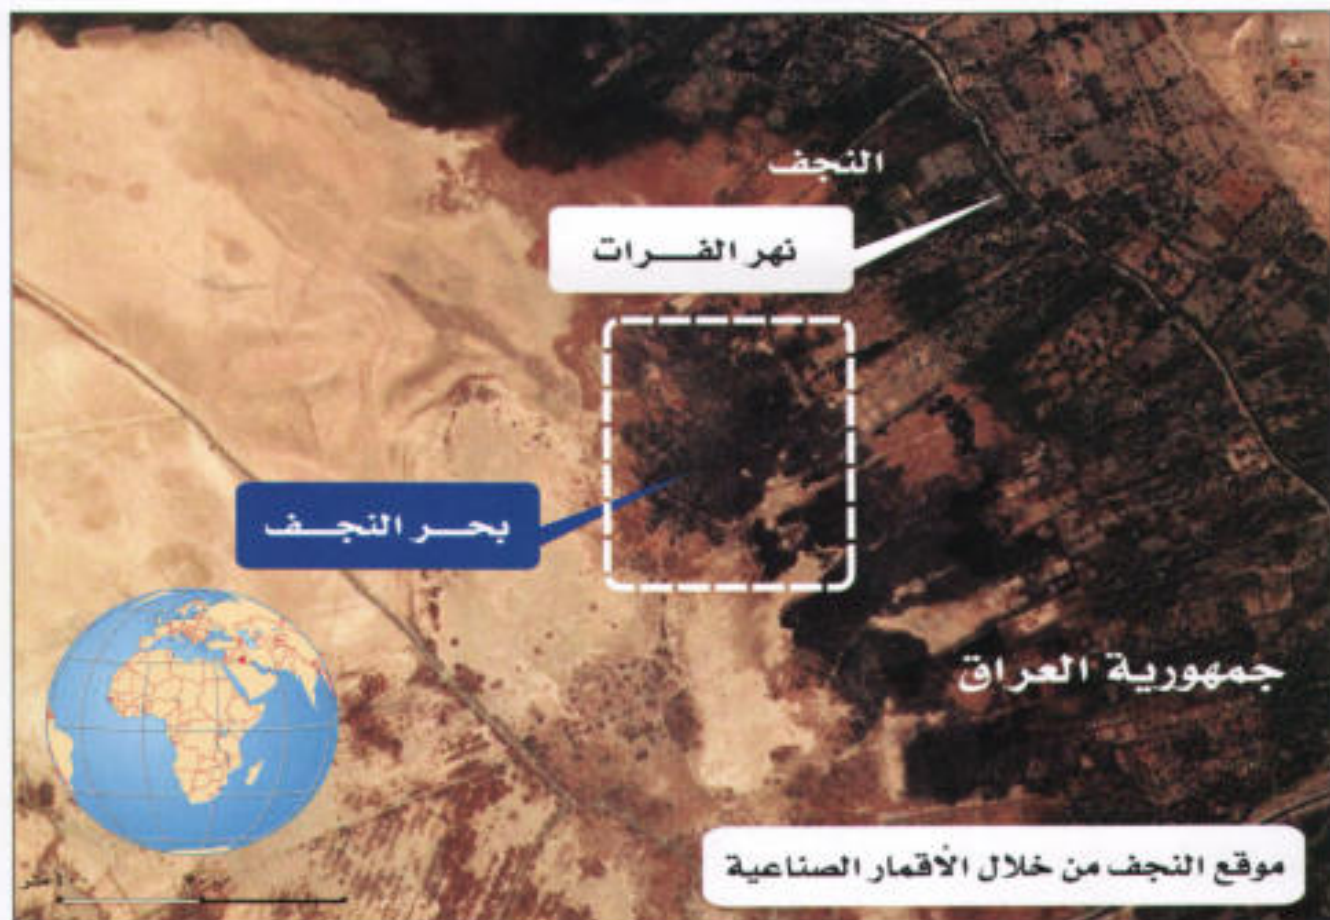 النجف
نهر الفرات
بحر النجف
جمهورية العراق
موقع النجف من خلال الأقمار الصناعية